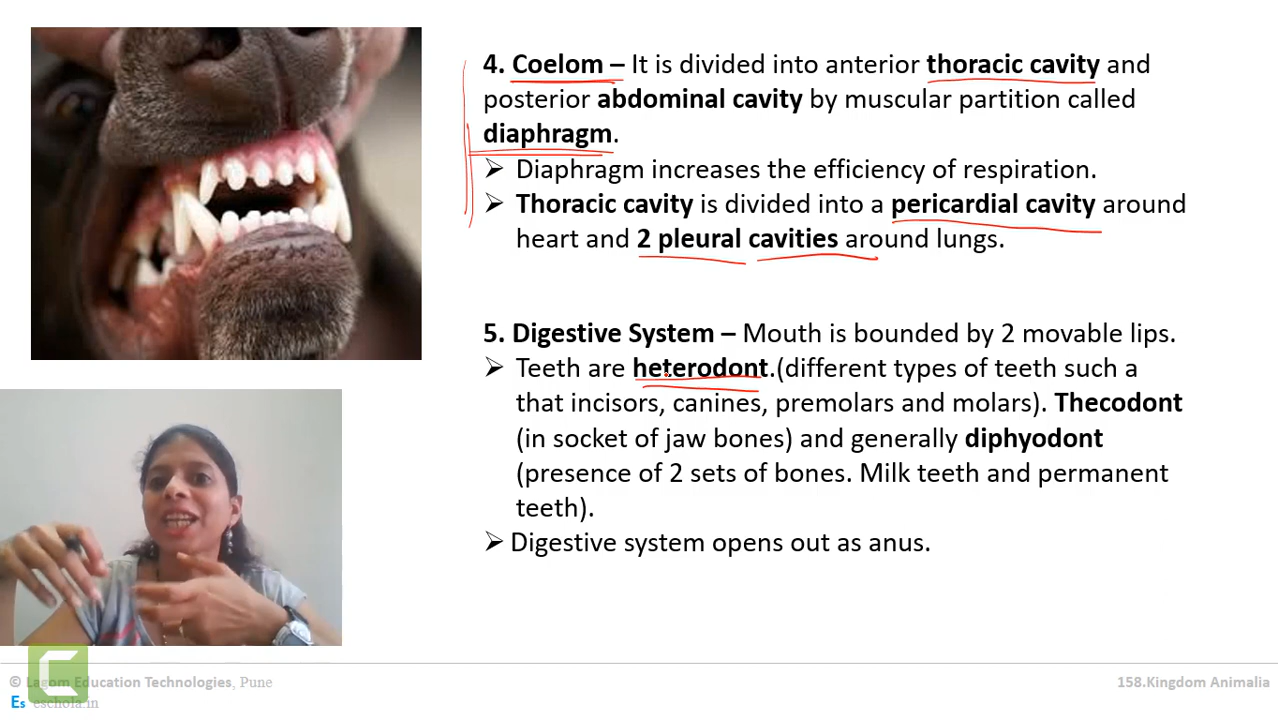 4. Coelom – It is divided into anterior thoracic cavity and
posterior abdominal cavity by muscular partition called
diaphragm.
➢ Diaphragm increases the efficiency of respiration.
➢ Thoracic cavity is divided into a pericardial cavity around
heart and 2 pleural cavities around lungs.
5. Digestive System – Mouth is bounded by 2 movable lips.
➢ Teeth are heterodont.(different types of teeth such a
that incisors, canines, premolars and molars). Thecodont
(in socket of jaw bones) and generally diphyodont
(presence of 2 sets of bones. Milk teeth and permanent
teeth).
➢ Digestive system opens out as anus.
© Lagom Education Technologies, Pune
158.Kingdom Animalia
Es eschola.in